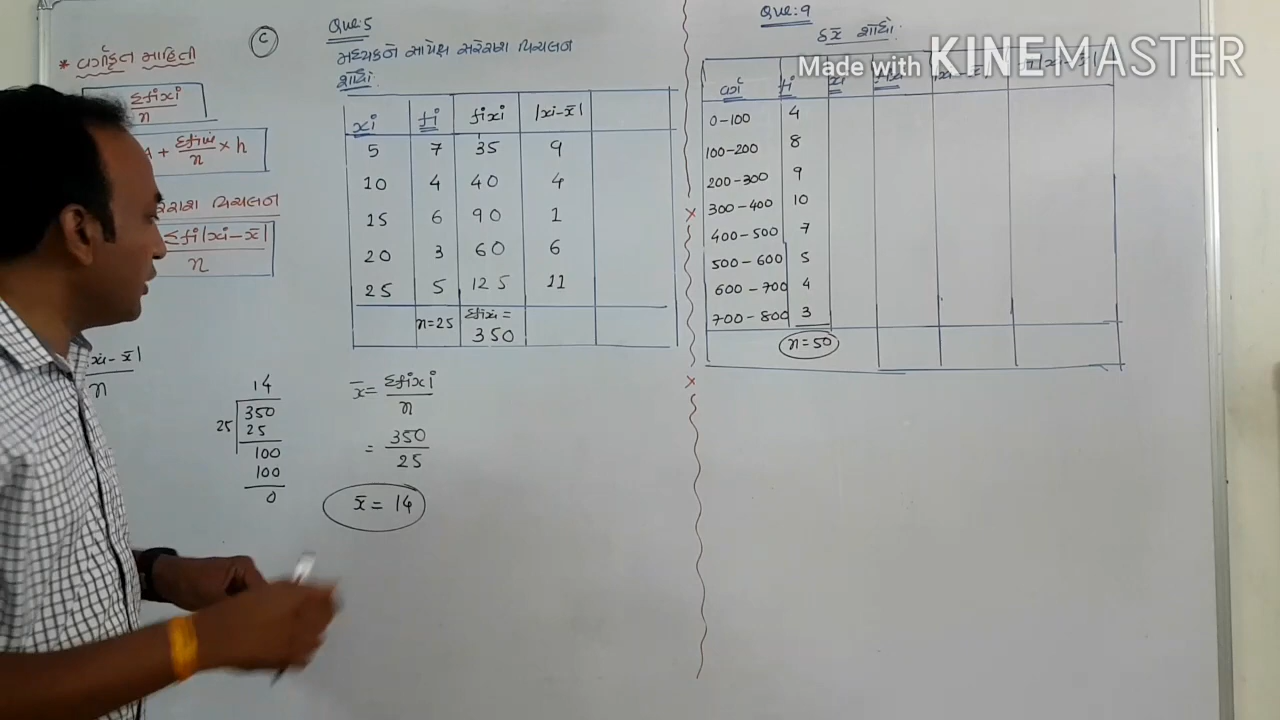 * વર્ગીકૃત માહિતી
Σfixi
n
A + Σfiui/n × h
વિચલન
Σfi|xi-x̄|
n
|xi-x̄|
n
C
Que:5
મધ્યકને સાપેક્ષ સરેરાશ વિચલન
શોધો.
xi fi fixi |xi-x̄|
5 7 35 9
10 4 40 4
15 6 90 1
20 3 60 6
25 5 125 11
n=25 Σfixi =
350
14
25 350
25
100
100
0
x̄ = Σfixi
n
= 350
25
x̄ = 14
Que:9
δx̄ શોધો.
Made with KINEMASTER
વર્ગ fi xi |xi-x̄|
0-100 4
100-200 8
200-300 9
300-400 10
400-500 7
500-600 5
600-700 4
700-800 3
n=50